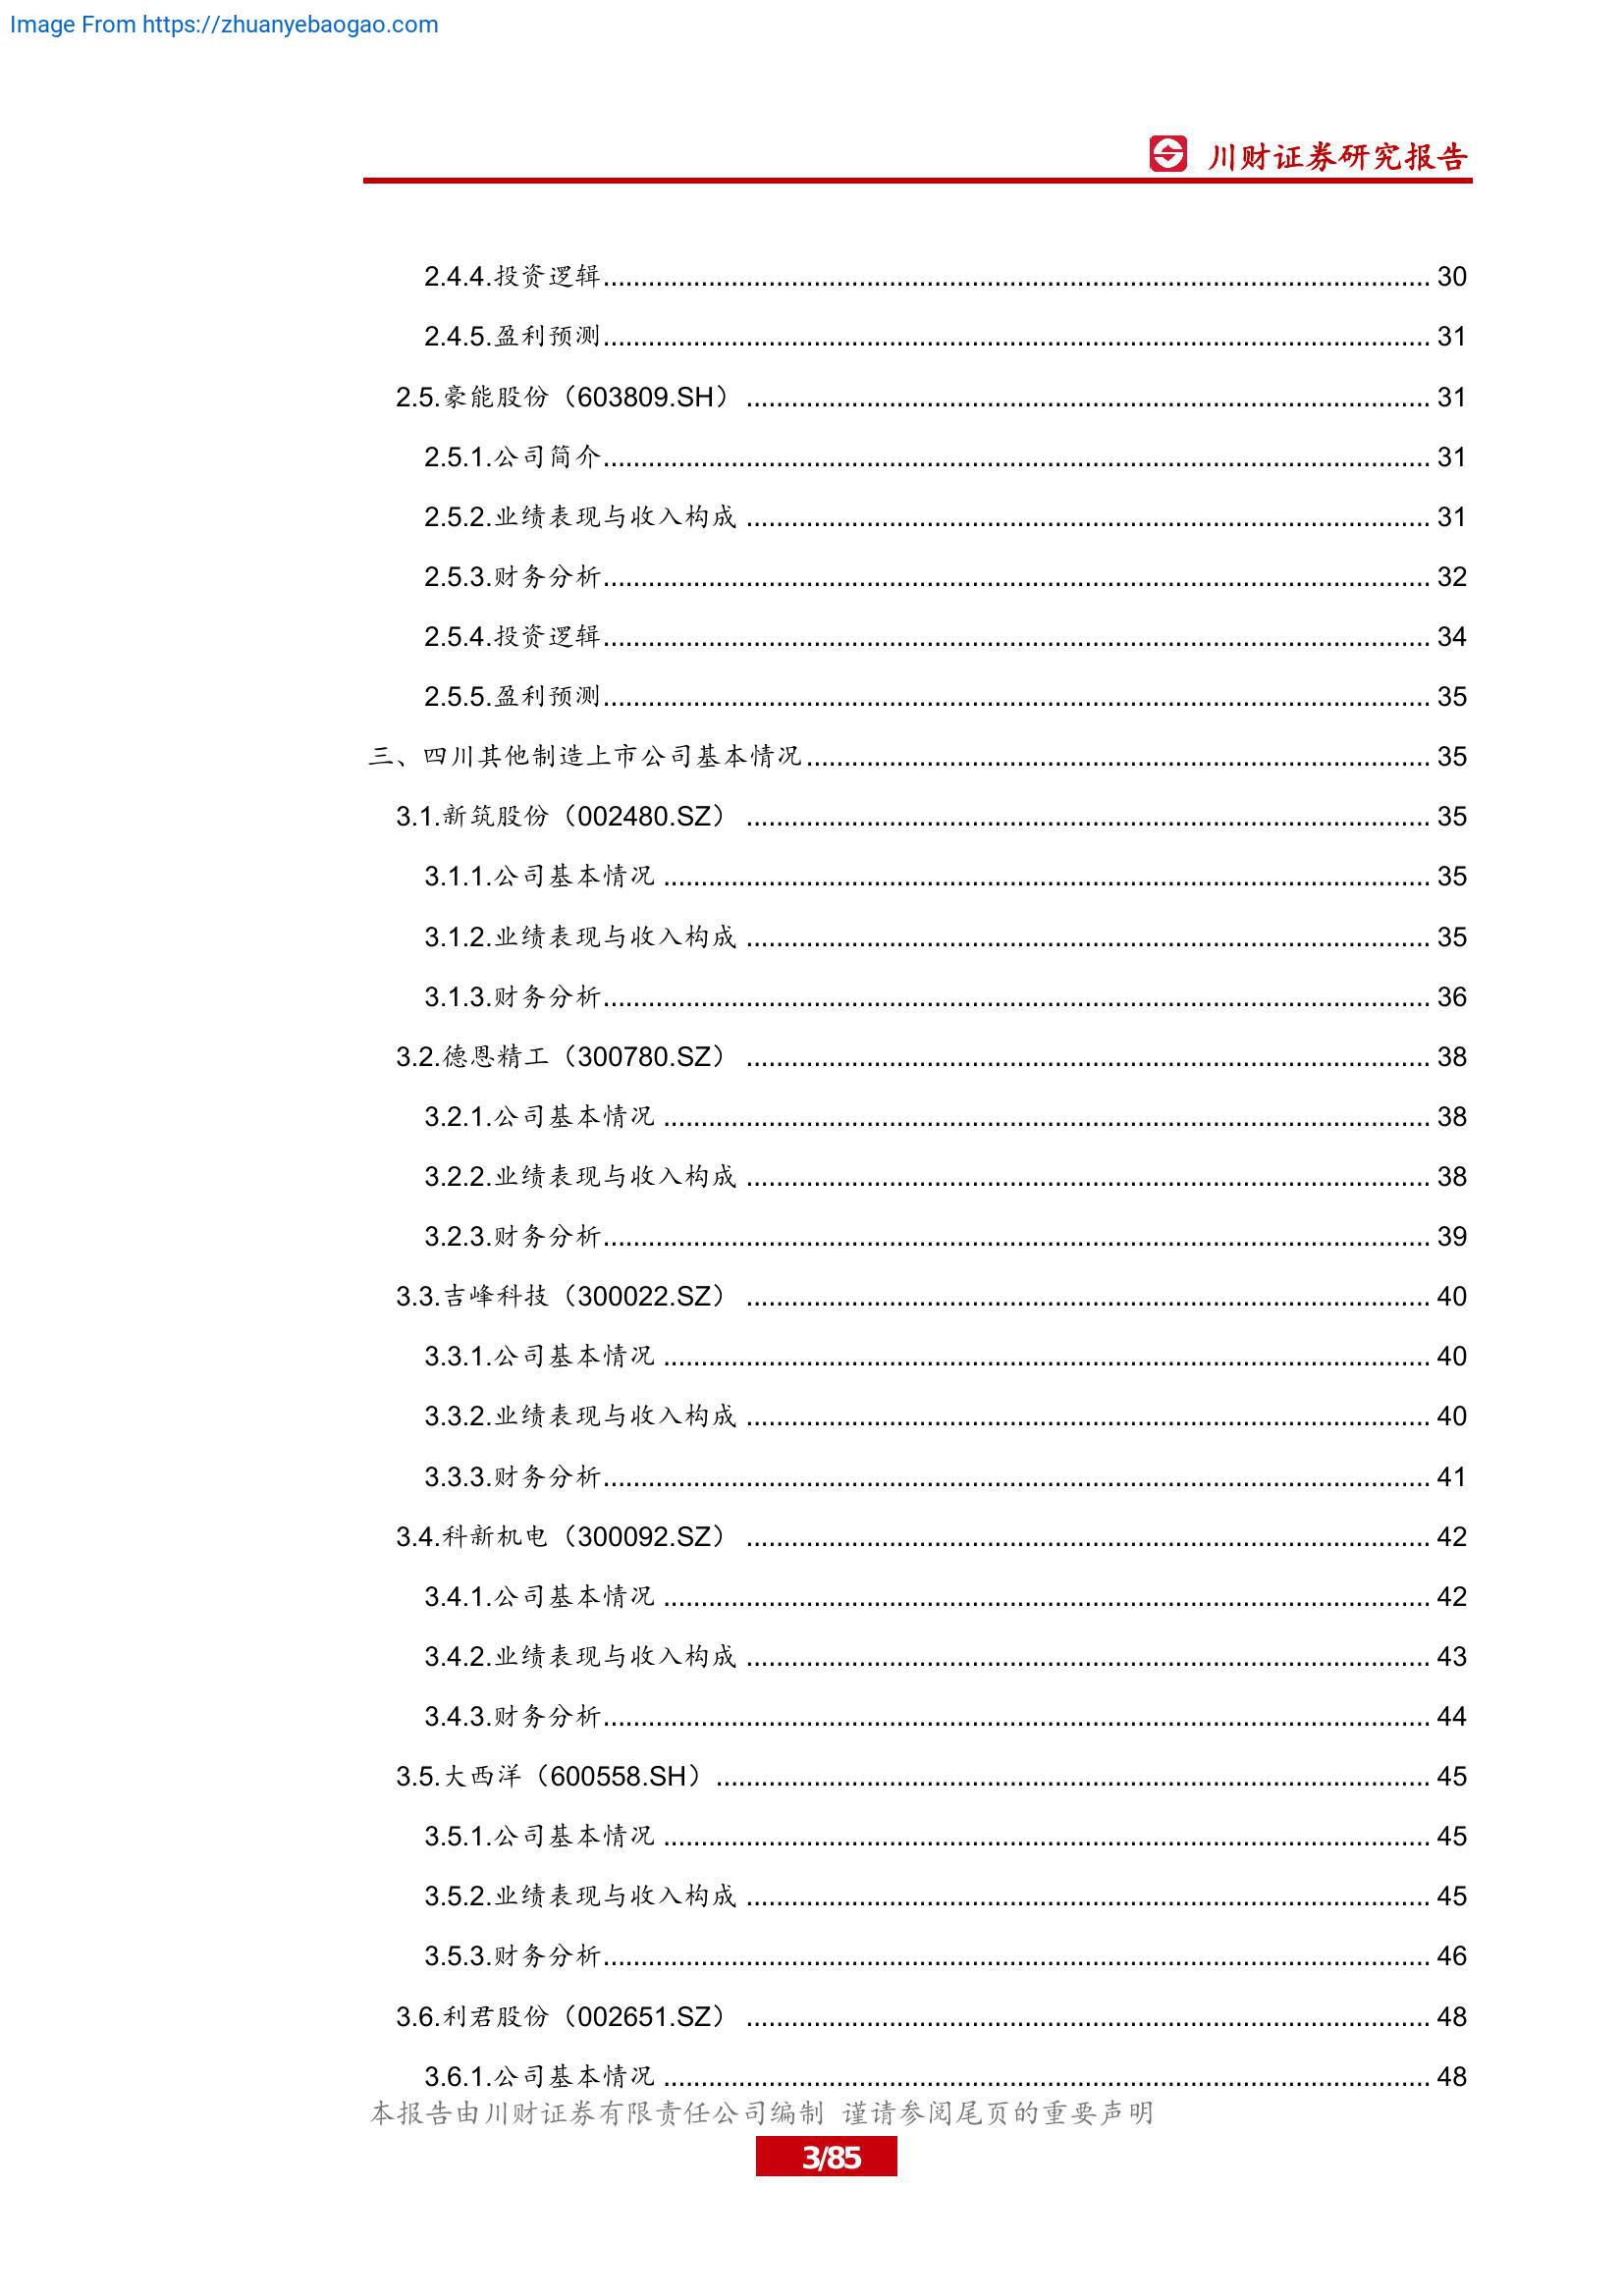 Image From https://zhuanyebaogao.com
川财证券研究报告
2.4.4.投资逻辑 30
2.4.5.盈利预测 31
2.5.豪能股份（603809.SH） 31
2.5.1.公司简介 31
2.5.2.业绩表现与收入构成 31
2.5.3.财务分析 32
2.5.4.投资逻辑 34
2.5.5.盈利预测 35
三、四川其他制造上市公司基本情况 35
3.1.新筑股份（002480.SZ） 35
3.1.1.公司基本情况 35
3.1.2.业绩表现与收入构成 35
3.1.3.财务分析 36
3.2.德恩精工（300780.SZ） 38
3.2.1.公司基本情况 38
3.2.2.业绩表现与收入构成 38
3.2.3.财务分析 39
3.3.吉峰科技（300022.SZ） 40
3.3.1.公司基本情况 40
3.3.2.业绩表现与收入构成 40
3.3.3.财务分析 41
3.4.科新机电（300092.SZ） 42
3.4.1.公司基本情况 42
3.4.2.业绩表现与收入构成 43
3.4.3.财务分析 44
3.5.大西洋（600558.SH） 45
3.5.1.公司基本情况 45
3.5.2.业绩表现与收入构成 45
3.5.3.财务分析 46
3.6.利君股份（002651.SZ） 48
3.6.1.公司基本情况 48
本报告由川财证券有限责任公司编制 谨请参阅尾页的重要声明
3/85